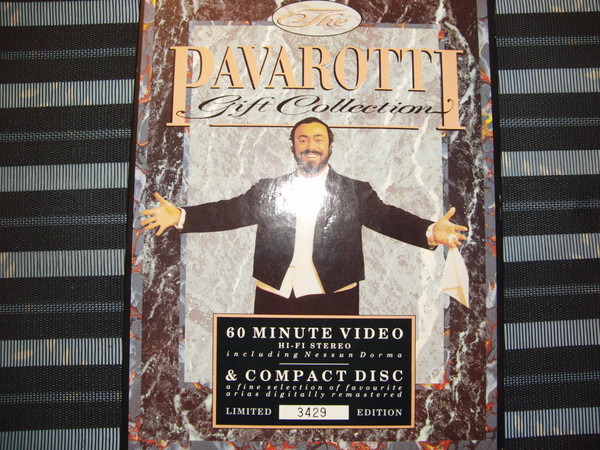 The
PAVAROTTI
Gift Collection
60 MINUTE VIDEO
HI-FI STEREO
including Nessun Dorma
& COMPACT DISC
a fine selection of favourite
arias digitally remastered
LIMITED 3429 EDITION